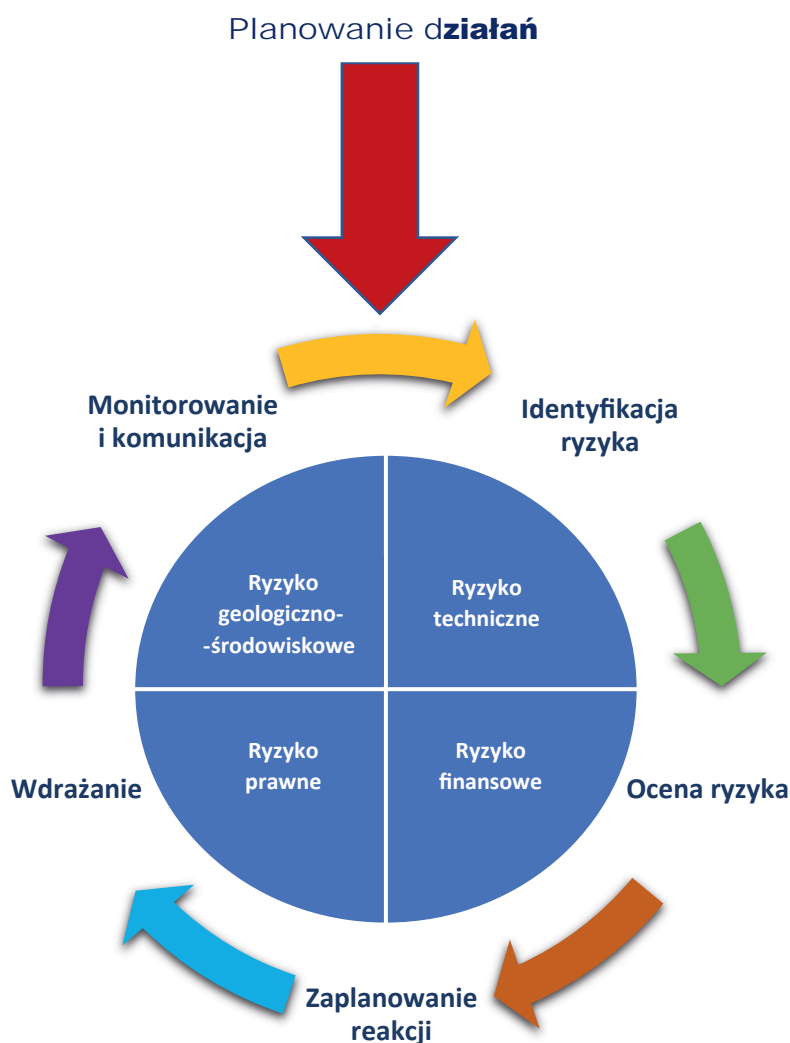 Planowanie działań
Monitorowanie
i komunikacja
Identyfikacja
ryzyka
Ryzyko
geologiczno-
-środowiskowe
Ryzyko
techniczne
Ryzyko
prawne
Ryzyko
finansowe
Wdrażanie
Ocena ryzyka
Zaplanowanie
reakcji